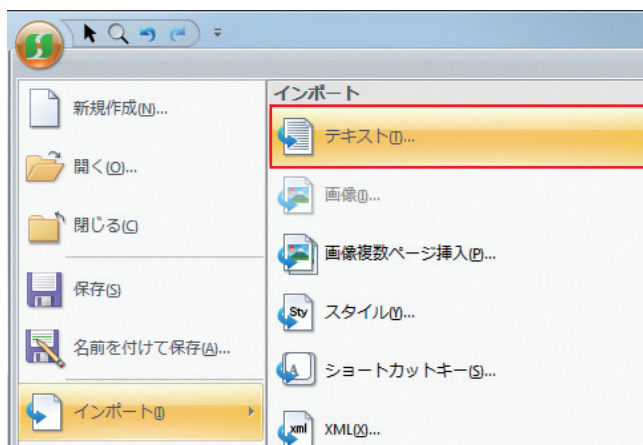 新規作成(N)...
開く(O)...
閉じる(C)
保存(S)
名前を付けて保存(A)...
インポート(I)
インポート
テキスト(T)...
画像(I)...
画像複数ページ挿入(P)...
Sty
スタイル(Y)...
A
ショートカットキー(S)...
xml
XML(X)...